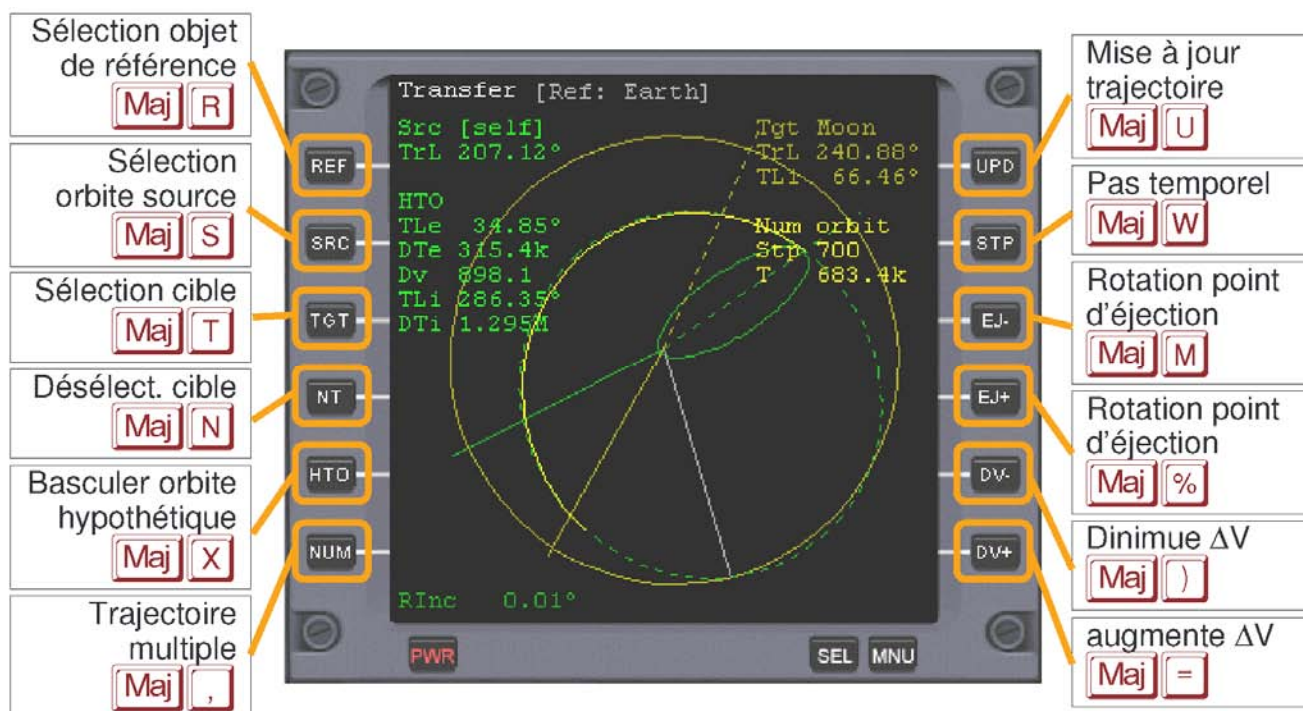 Sélection objet
de référence
Maj R
Sélection
orbite source
Maj S
Sélection cible
Maj T
Désélect. cible
Maj N
Basculer orbite
hypothétique
Maj X
Trajectoire
multiple
Maj ,
REF
SRC
TGT
NT
HTO
NUM
Transfer [Ref: Earth]
Src [self]
TrL 207.12°
HTO
TLe 34.85°
DTe 315.4k
Dv 898.1
TLi 286.35°
DTi 1.295M
Tgt Moon
TrL 240.88°
TLi 66.46°
Num orbit
Stp 700
T 683.4k
RInc 0.01°
PWR
SEL MNU
UPD
STP
EJ-
EJ+
DV-
DV+
Mise à jour
trajectoire
Maj U
Pas temporel
Maj W
Rotation point
d'éjection
Maj M
Rotation point
d'éjection
Maj %
Dinimue ΔV
Maj )
augmente ΔV
Maj =